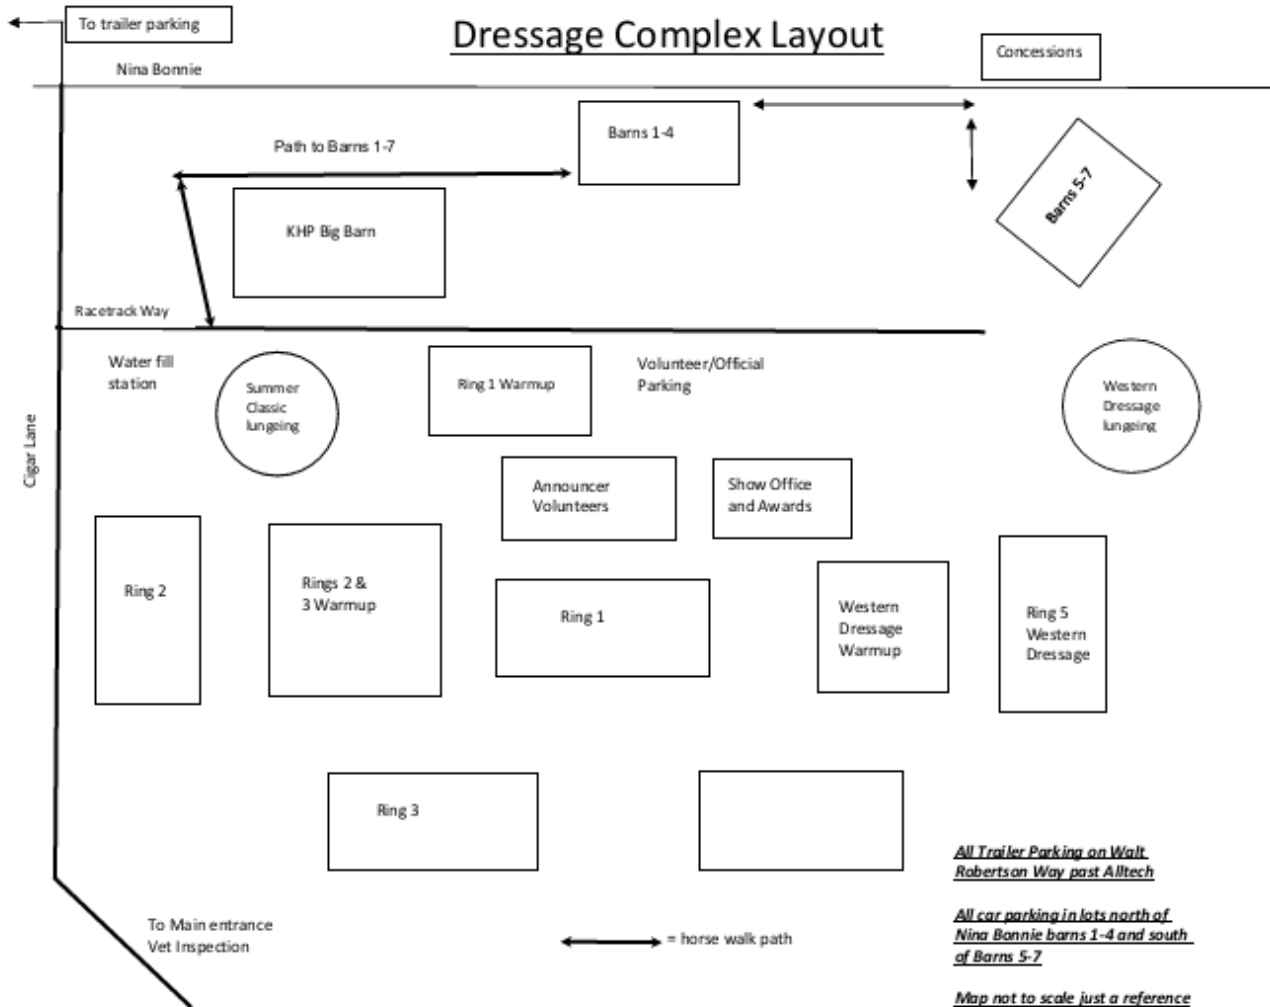 To trailer parking
Dressage Complex Layout
Concessions
Nina Bonnie
Barns 1-4
Path to Barns 1-7
Barns 5-7
KHP Big Barn
Racetrack Way
Water fill
station
Summer
Classic
lungeing
Ring 1 Warmup
Volunteer/Official
Parking
Western
Dressage
lungeing
Cigar Lane
Announcer
Volunteers
Show Office
and Awards
Ring 2
Rings 2 &
3 Warmup
Ring 1
Western
Dressage
Warmup
Ring 5
Western
Dressage
Ring 3
All Trailer Parking on Walt
Robertson Way past Alltech
All car parking in lots north of
Nina Bonnie barns 1-4 and south
of Barns 5-7
Map not to scale just a reference
To Main entrance
Vet Inspection
= horse walk path